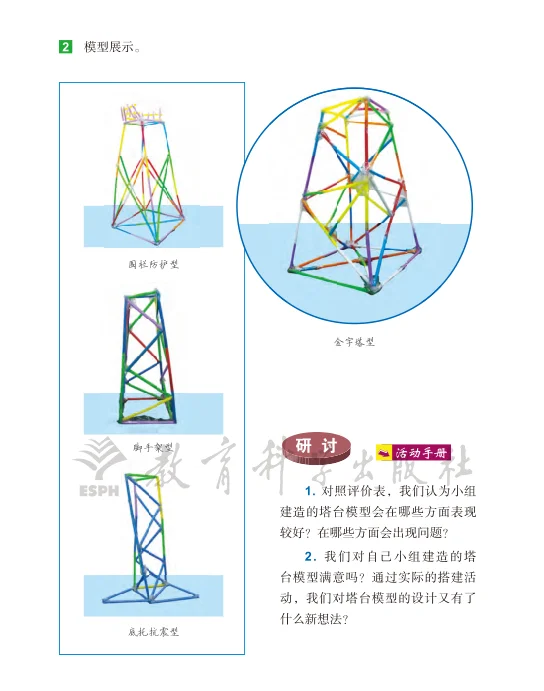 2 模型展示。
围栏防护型
金字塔型
脚手架型
底托抗震型
ESPH 教育科学出版社
研讨
活动手册
1. 对照评价表，我们认为小组
建造的塔台模型会在哪些方面表现
较好？在哪些方面会出现问题？
2. 我们对自己小组建造的塔
台模型满意吗？通过实际的搭建活
动，我们对塔台模型的设计又有了
什么新想法？